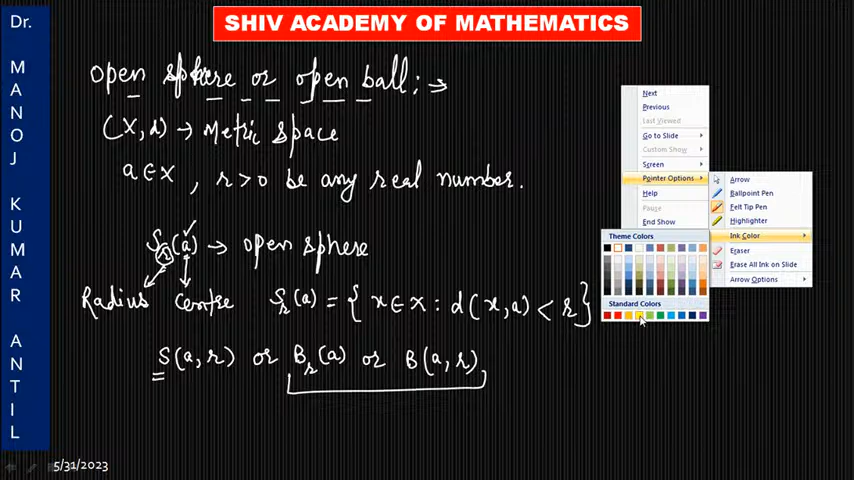 SHIV ACADEMY OF MATHEMATICS
Dr.
M
A
N
O
J
K
U
M
A
R
A
N
T
I
L
open sphere or open ball :→
(X,d) → Metric space
a∈X , r>0 be any real number.
Sr(a) → open sphere
Radius Centre Sr(a) = { x∈X : d(x,a) < r }
S(a,r) or Br(a) or B(a,r)
5/31/2023
Next
Previous
Last Viewed
Go to Slide
Custom Show
Screen
Pointer Options
Help
Pause
End Show
Arrow
Ballpoint Pen
Felt Tip Pen
Highlighter
Ink Color
Eraser
Erase All Ink on Slide
Arrow Options
Theme Colors
Standard Colors